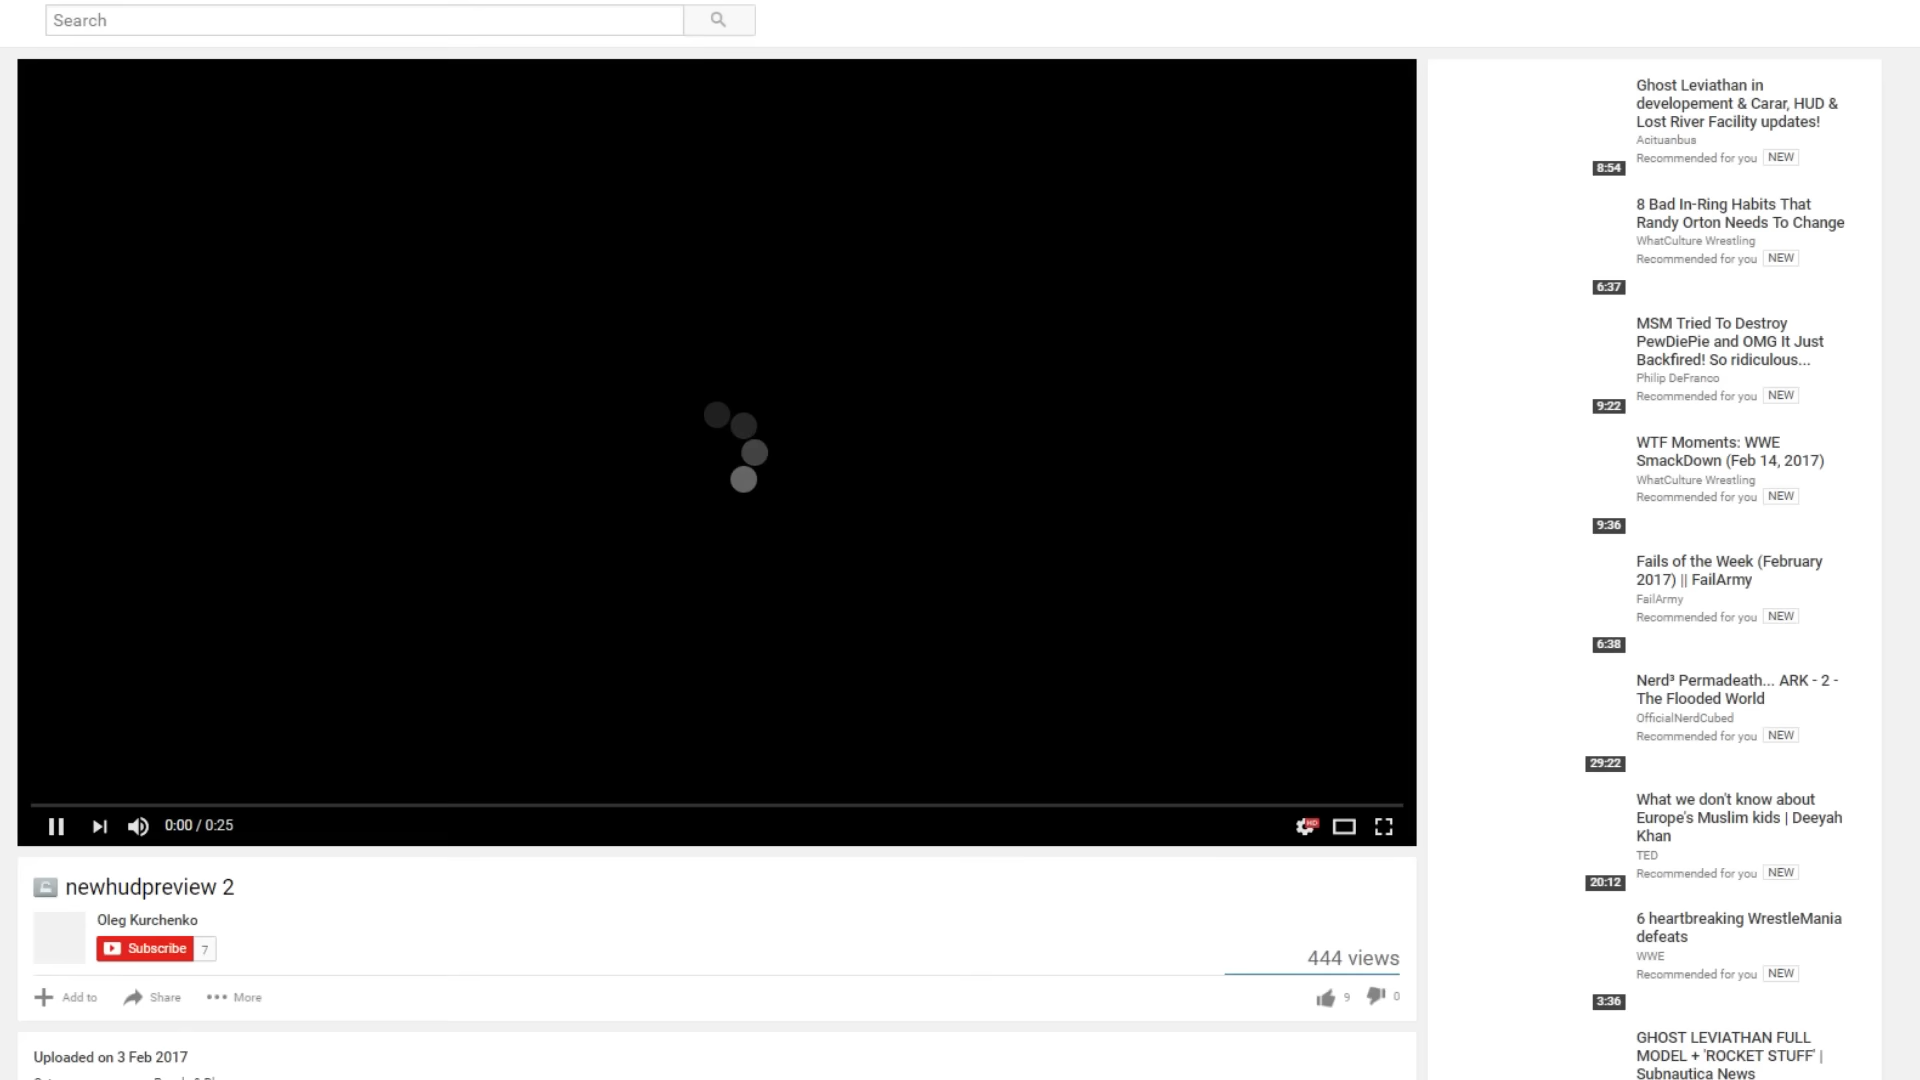 Search
Ghost Leviathan in
developement & Carar, HUD &
Lost River Facility updates!
Acituanbus
Recommended for you NEW
8:54
8 Bad In-Ring Habits That
Randy Orton Needs To Change
WhatCulture Wrestling
Recommended for you NEW
6:37
MSM Tried To Destroy
PewDiePie and OMG It Just
Backfired! So ridiculous...
Philip DeFranco
Recommended for you NEW
9:22
WTF Moments: WWE
SmackDown (Feb 14, 2017)
WhatCulture Wrestling
Recommended for you NEW
9:36
Fails of the Week (February
2017) || FailArmy
FailArmy
Recommended for you NEW
6:38
Nerd³ Permadeath... ARK - 2 -
The Flooded World
OfficialNerdCubed
Recommended for you NEW
29:22
What we don't know about
Europe's Muslim kids | Deeyah
Khan
TED
Recommended for you NEW
20:12
6 heartbreaking WrestleMania
defeats
WWE
Recommended for you NEW
3:36
GHOST LEVIATHAN FULL
MODEL + 'ROCKET STUFF' |
Subnautica News
0:00 / 0:25
HD
newhudpreview 2
Oleg Kurchenko
Subscribe 7
444 views
Add to Share More
9 0
Uploaded on 3 Feb 2017